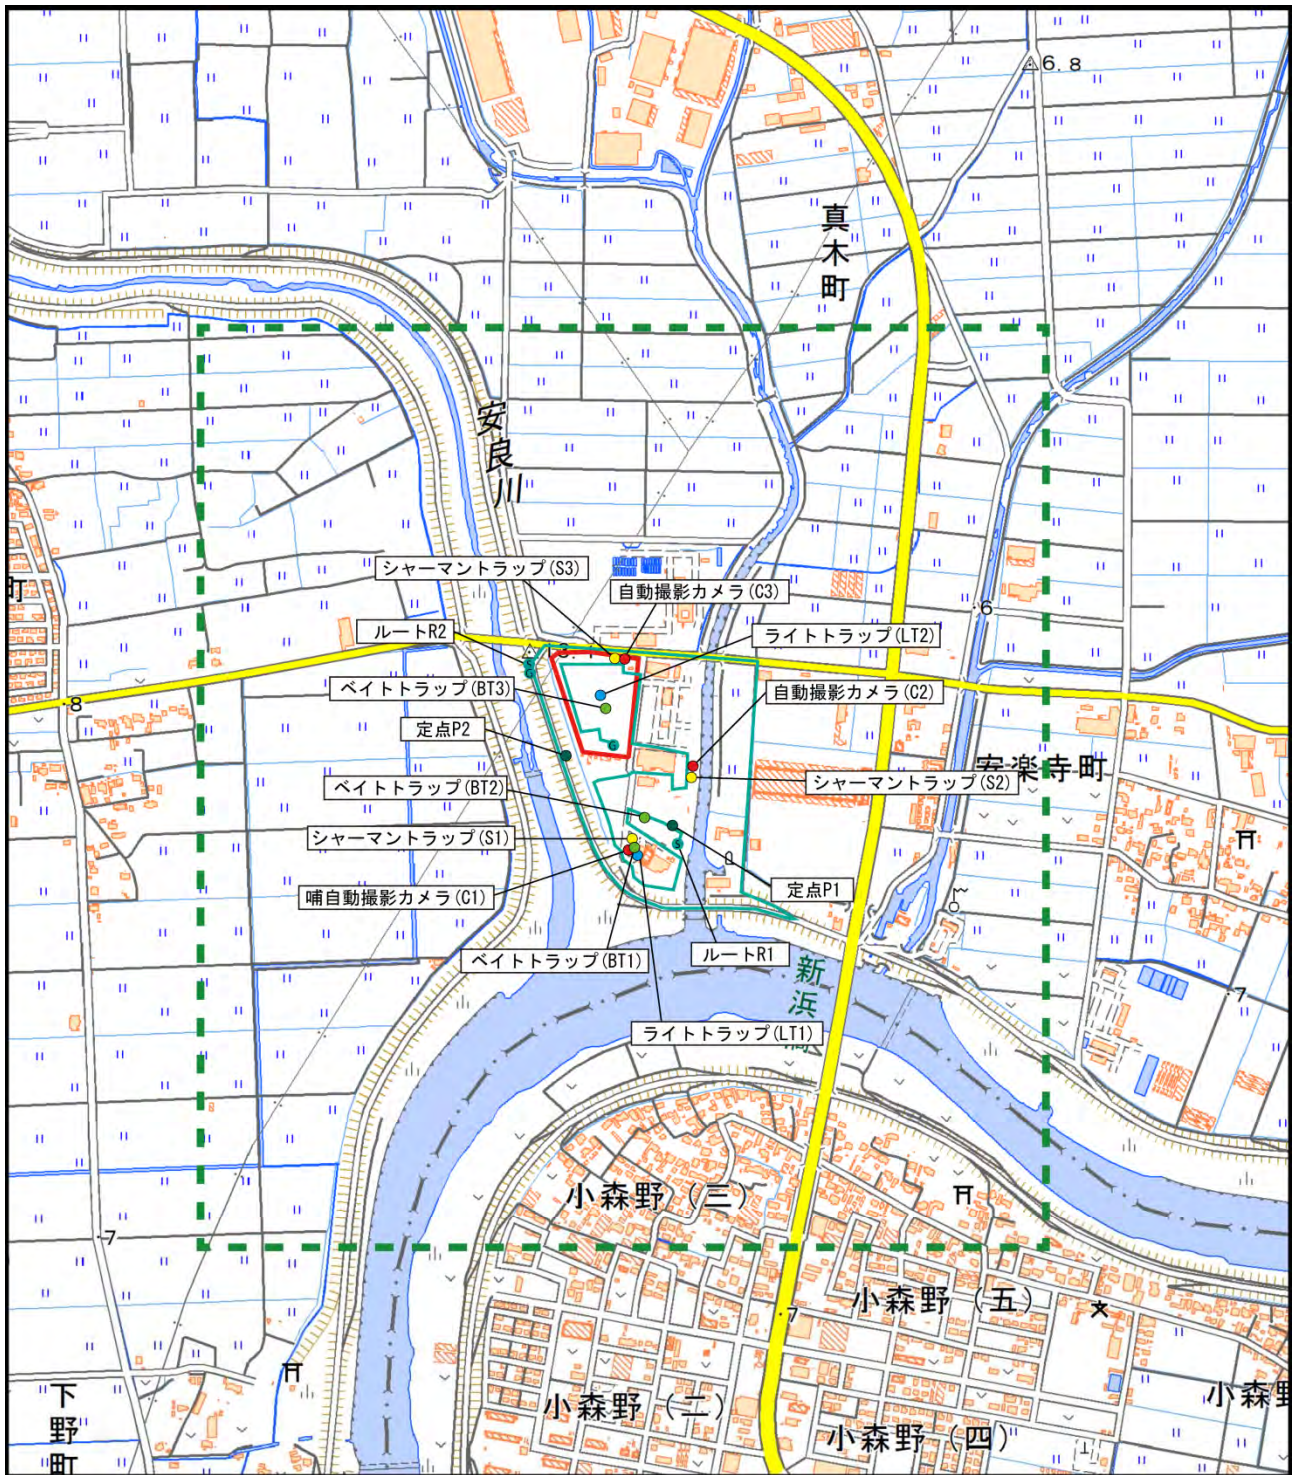 6.8
真木町
安良川
シャーマントラップ(S3)
自動撮影カメラ(C3)
町
6
ルートR2
ライトトラップ(LT2)
S
G
ベイトトラップ(BT3)
自動撮影カメラ(C2)
8
定点P2
G
安楽寺町
シャーマントラップ(S2)
ベイトトラップ(BT2)
シャーマントラップ(S1)
S
定点P1
哺自動撮影カメラ(C1)
ルートR1
ベイトトラップ(BT1)
新浜
7
ライトトラップ(LT1)
小森野(三)
7
小森野(五)
7
下野町
小森野(二)
小森野(四)
小森野